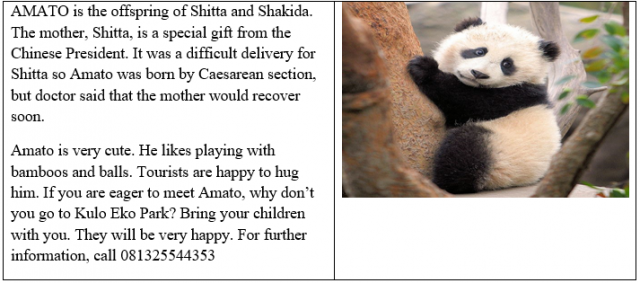 AMATO is the offspring of Shitta and Shakida.
The mother, Shitta, is a special gift from the
Chinese President. It was a difficult delivery for
Shitta so Amato was born by Caesarean section,
but doctor said that the mother would recover
soon.
Amato is very cute. He likes playing with
bamboos and balls. Tourists are happy to hug
him. If you are eager to meet Amato, why don’t
you go to Kulo Eko Park? Bring your children
with you. They will be very happy. For further
information, call 081325544353